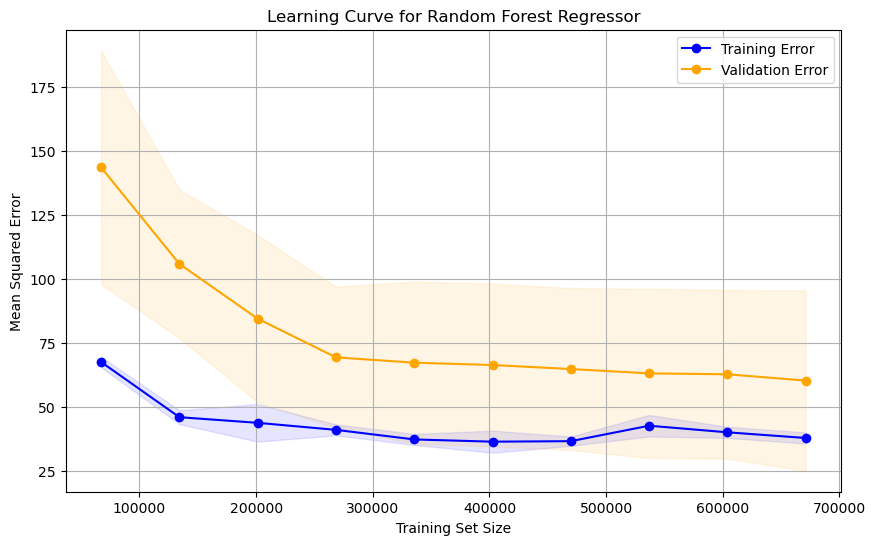 Learning Curve for Random Forest Regressor
Training Error
Validation Error
Mean Squared Error
175
150
125
100
75
50
25
100000 200000 300000 400000 500000 600000 700000
Training Set Size